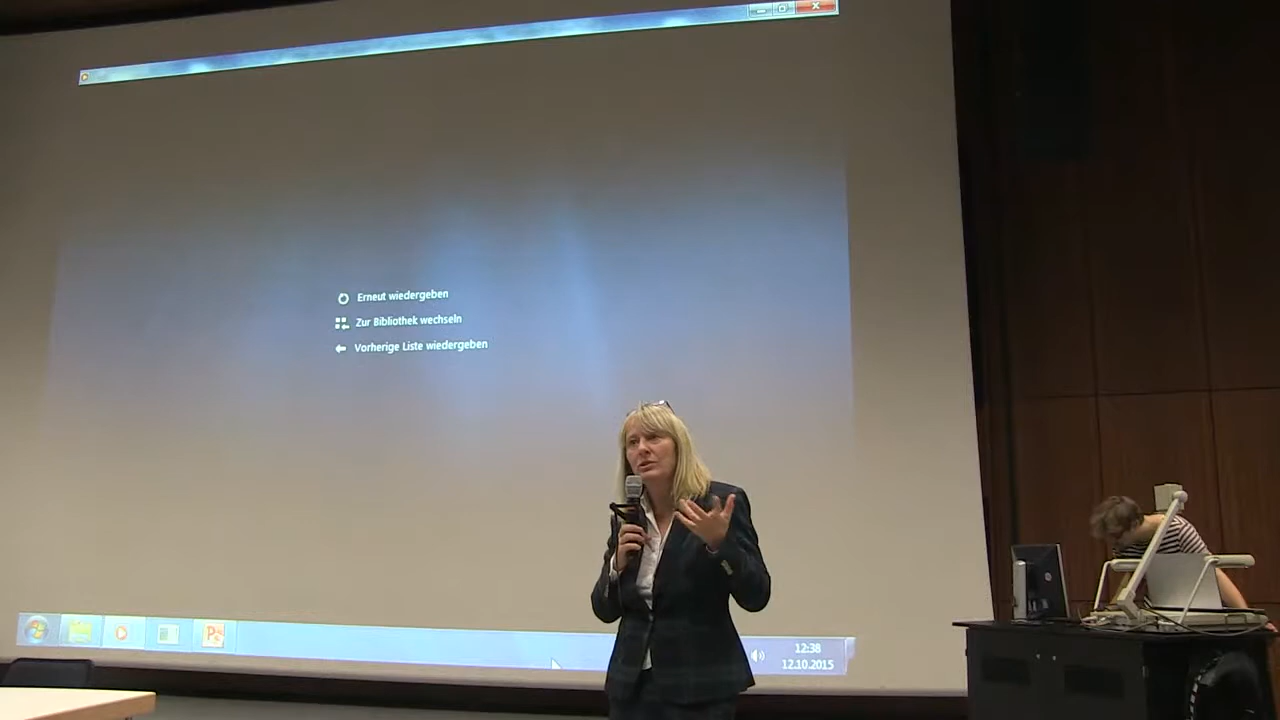 Erneut wiedergeben
Zur Bibliothek wechseln
Vorherige Liste wiedergeben
12:38
12.10.2015